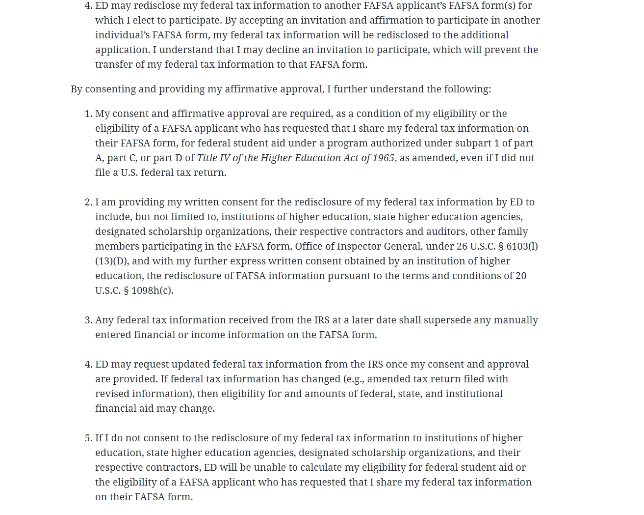 4. ED may redisclose my federal tax information to another FAFSA applicant's FAFSA form(s) for
which I elect to participate. By accepting an invitation and affirmation to participate in another
individual's FAFSA form, my federal tax information will be redisclosed to the additional
application. I understand that I may decline an invitation to participate, which will prevent the
transfer of my federal tax information to that FAFSA form.
By consenting and providing my affirmative approval, I further understand the following:
1. My consent and affirmative approval are required, as a condition of my eligibility or the
eligibility of a FAFSA applicant who has requested that I share my federal tax information on
their FAFSA form, for federal student aid under a program authorized under subpart 1 of part
A, part C, or part D of Title IV of the Higher Education Act of 1965, as amended, even if I did not
file a U.S. federal tax return.
2. I am providing my written consent for the redisclosure of my federal tax information by ED to
include, but not limited to, institutions of higher education, state higher education agencies,
designated scholarship organizations, their respective contractors and auditors, other family
members participating in the FAFSA form, Office of Inspector General, under 26 U.S.C. § 6103(l)
(13)(D), and with my further express written consent obtained by an institution of higher
education, the redisclosure of FAFSA information pursuant to the terms and conditions of 20
U.S.C. § 1098h(c).
3. Any federal tax information received from the IRS at a later date shall supersede any manually
entered financial or income information on the FAFSA form.
4. ED may request updated federal tax information from the IRS once my consent and approval
are provided. If federal tax information has changed (e.g., amended tax return filed with
revised information), then eligibility for and amounts of federal, state, and institutional
financial aid may change.
5. If I do not consent to the redisclosure of my federal tax information to institutions of higher
education, state higher education agencies, designated scholarship organizations, and their
respective contractors, ED will be unable to calculate my eligibility for federal student aid or
the eligibility of a FAFSA applicant who has requested that I share my federal tax information
on their FAFSA form.